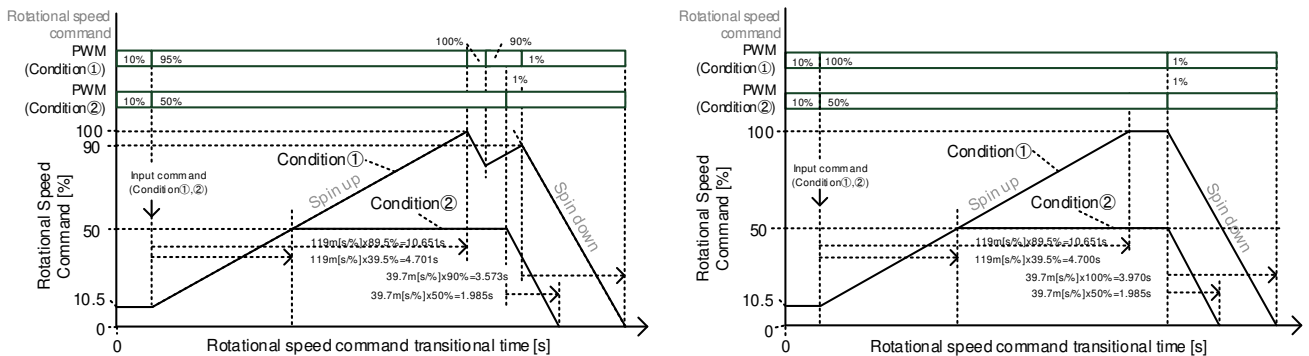 Rotational speed
command
PWM
(Condition①)
10%
95%
100%
90%
1%
PWM
(Condition②)
10%
50%
1%
100
90
50
10.5
0
0
Rotational Speed
Command [%]
Input command
(Condition①,②)
Condition①
Spin up
Condition②
Spin down
119m[s/%]x89.5%=10.651s
119m[s/%]x39.5%=4.701s
39.7m[s/%]x90%=3.573s
39.7m[s/%]x50%=1.985s
Rotational speed command transitional time [s]
Rotational speed
command
PWM
(Condition①)
10%
100%
1%
PWM
(Condition②)
10%
50%
1%
100
50
10.5
0
0
Rotational Speed
Command [%]
Input command
(Condition①,②)
Condition①
Spin up
Condition②
Spin down
119m[s/%]x89.5%=10.651s
119m[s/%]x39.5%=4.700s
39.7m[s/%]x100%=3.970s
39.7m[s/%]x50%=1.985s
Rotational speed command transitional time [s]